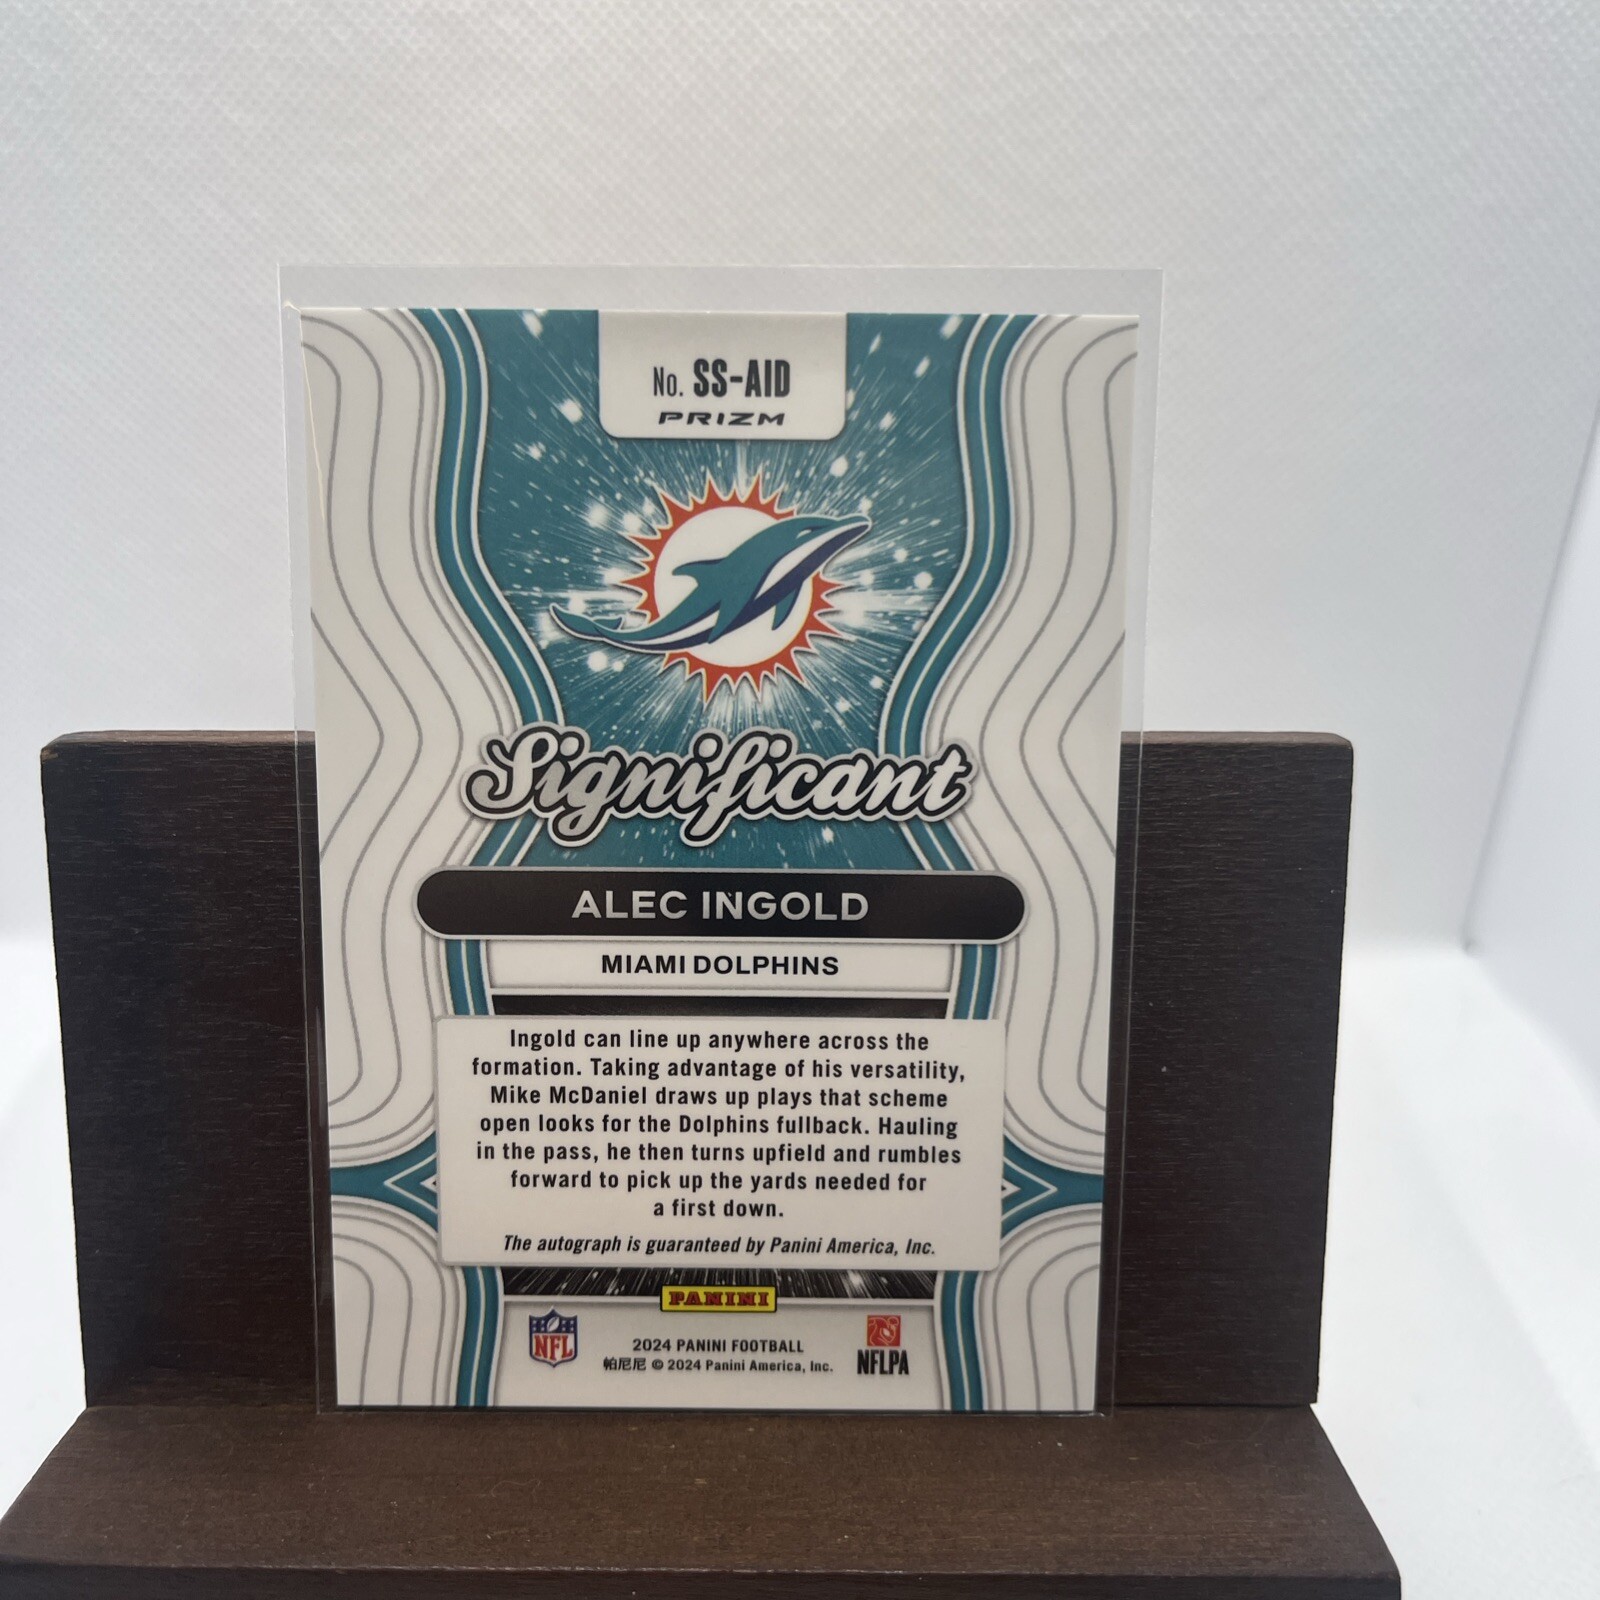 No. SS-AID
PRIZM
Significant
ALEC INGOLD
MIAMI DOLPHINS
Ingold can line up anywhere across the
formation. Taking advantage of his versatility,
Mike McDaniel draws up plays that scheme
open looks for the Dolphins fullback. Hauling
in the pass, he then turns upfield and rumbles
forward to pick up the yards needed for
a first down.
The autograph is guaranteed by Panini America, Inc.
PANINI
NFL
2024 PANINI FOOTBALL
帕尼尼 © 2024 Panini America, Inc.
NFLPA